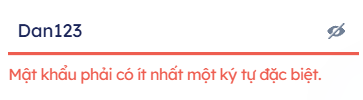 Dan123
Mật khẩu phải có ít nhất một ký tự đặc biệt.